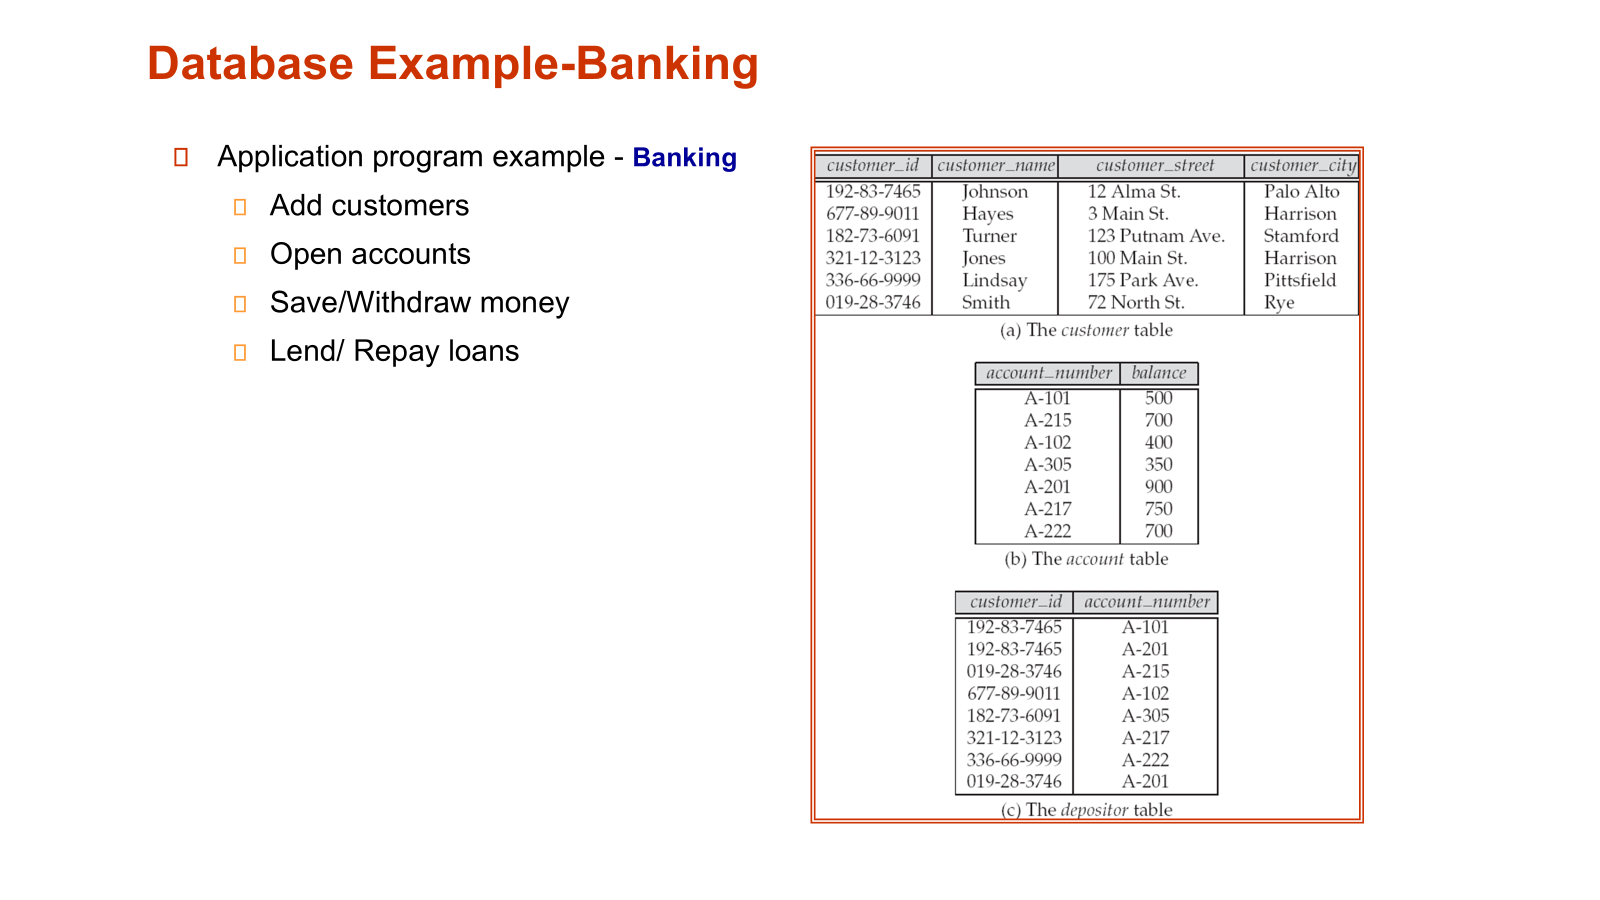 Database Example-Banking
Application program example - Banking
Add customers
Open accounts
Save/Withdraw money
Lend/ Repay loans
customer_id customer_name customer_street customer_city
192-83-7465 Johnson 12 Alma St. Palo Alto
677-89-9011 Hayes 3 Main St. Harrison
182-73-6091 Turner 123 Putnam Ave. Stamford
321-12-3123 Jones 100 Main St. Harrison
336-66-9999 Lindsay 175 Park Ave. Pittsfield
019-28-3746 Smith 72 North St. Rye
(a) The customer table
account_number balance
A-101 500
A-215 700
A-102 400
A-305 350
A-201 900
A-217 750
A-222 700
(b) The account table
customer_id account_number
192-83-7465 A-101
192-83-7465 A-201
019-28-3746 A-215
677-89-9011 A-102
182-73-6091 A-305
321-12-3123 A-217
336-66-9999 A-222
019-28-3746 A-201
(c) The depositor table